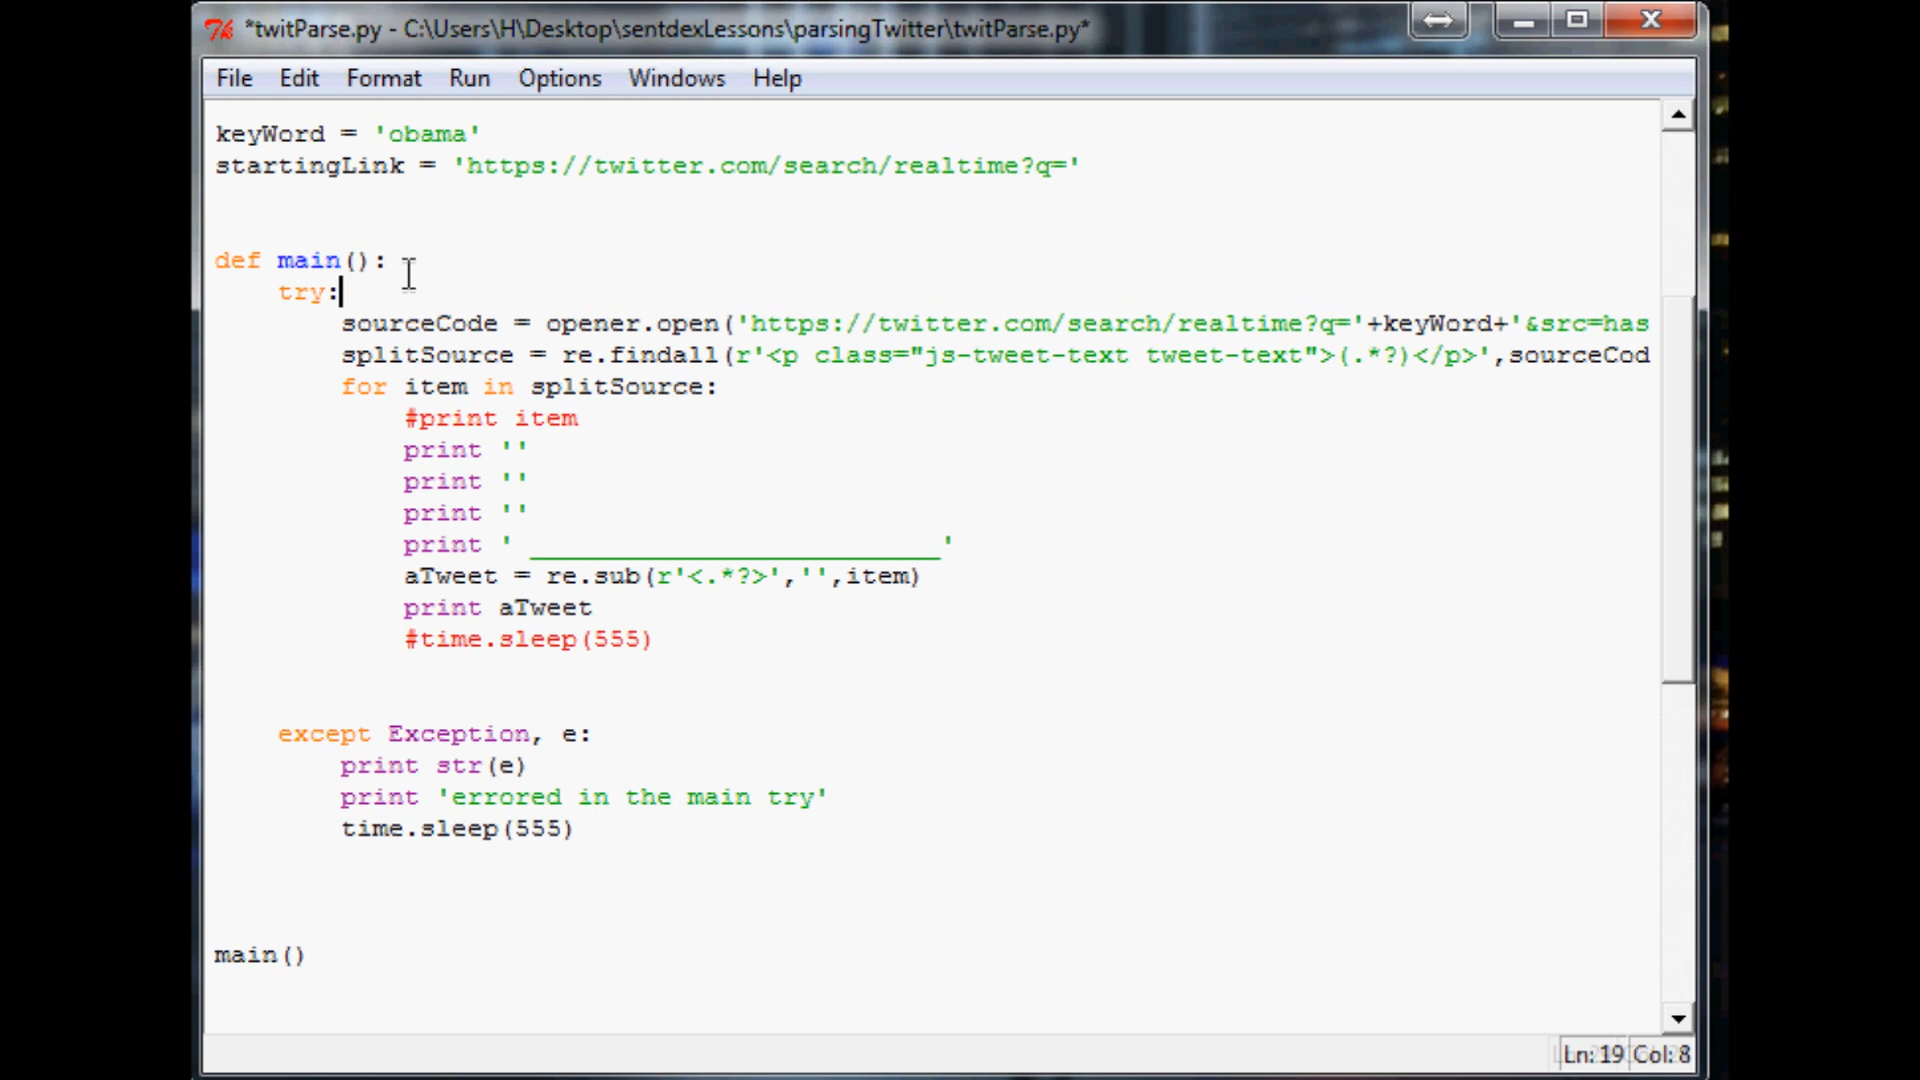 *twitParse.py - C:\Users\H\Desktop\sentdexLessons\parsingTwitter\twitParse.py*
File Edit Format Run Options Windows Help
keyWord = 'obama'
startingLink = 'https://twitter.com/search/realtime?q='
def main():
    try:
        sourceCode = opener.open('https://twitter.com/search/realtime?q='+keyWord+'&src=has
        splitSource = re.findall(r'<p class="js-tweet-text tweet-text">(.*?)</p>',sourceCod
        for item in splitSource:
            #print item
            print ''
            print ''
            print ''
            print ' __________________________'
            aTweet = re.sub(r'<.*?>','',item)
            print aTweet
            #time.sleep(555)
    except Exception, e:
        print str(e)
        print 'errored in the main try'
        time.sleep(555)
main()
Ln: 19 Col: 8